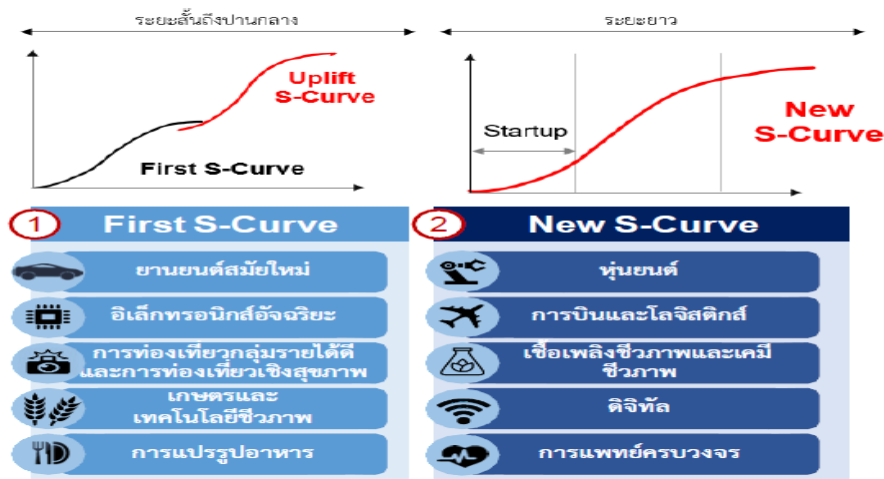 ระยะสั้นถึงปานกลาง
ระยะยาว
Uplift
S-Curve
First S-Curve
Startup
New
S-Curve
1 First S-Curve
ยานยนต์สมัยใหม่
อิเล็กทรอนิกส์อัจฉริยะ
การท่องเที่ยวกลุ่มรายได้ดี
และการท่องเที่ยวเชิงสุขภาพ
เกษตรและ
เทคโนโลยีชีวภาพ
การแปรรูปอาหาร
2 New S-Curve
หุ่นยนต์
การบินและโลจิสติกส์
เชื้อเพลิงชีวภาพและเคมี
ชีวภาพ
ดิจิทัล
การแพทย์ครบวงจร